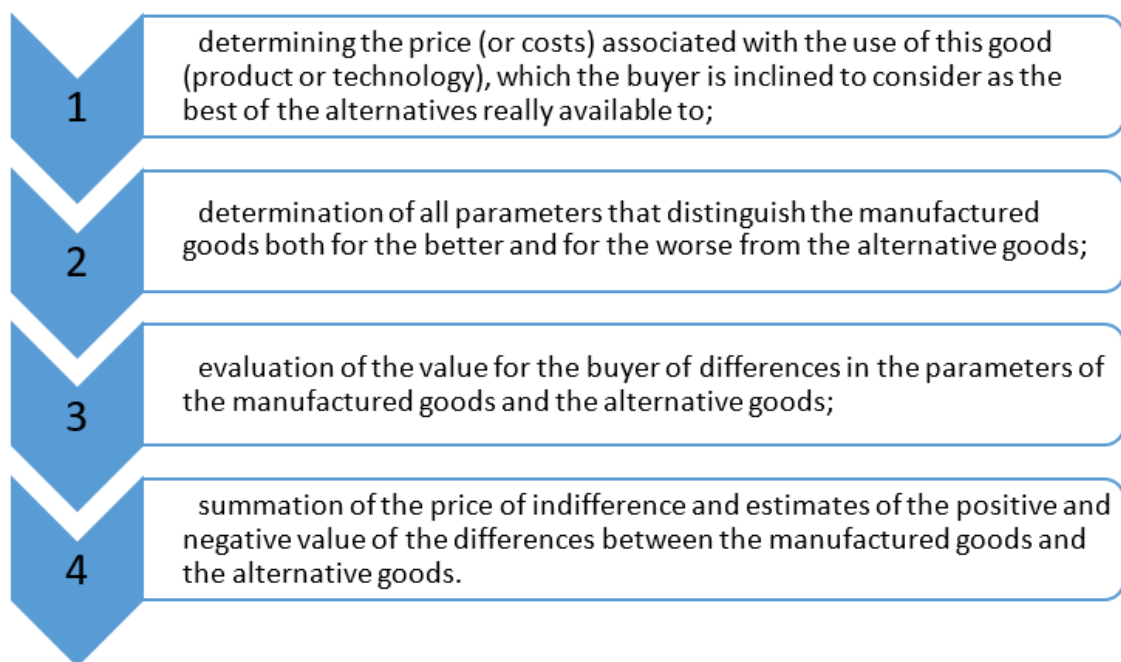 1
determining the price (or costs) associated with the use of this good
(product or technology), which the buyer is inclined to consider as the
best of the alternatives really available to;
2
determination of all parameters that distinguish the manufactured
goods both for the better and for the worse from the alternative goods;
3
evaluation of the value for the buyer of differences in the parameters of
the manufactured goods and the alternative goods;
4
summation of the price of indifference and estimates of the positive and
negative value of the differences between the manufactured goods and
the alternative goods.